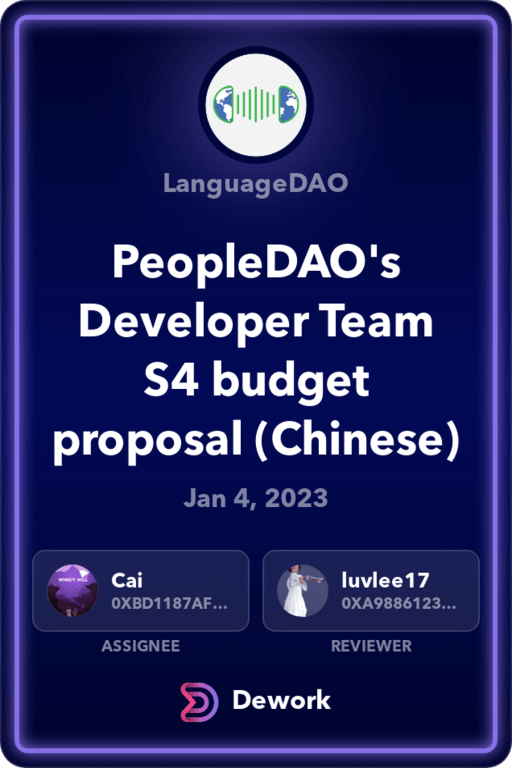 LanguageDAO
PeopleDAO's
Developer Team
S4 budget
proposal (Chinese)
Jan 4, 2023
Cai
0XBD1187AF...
ASSIGNEE
luvlee17
0XA9886123...
REVIEWER
Dework